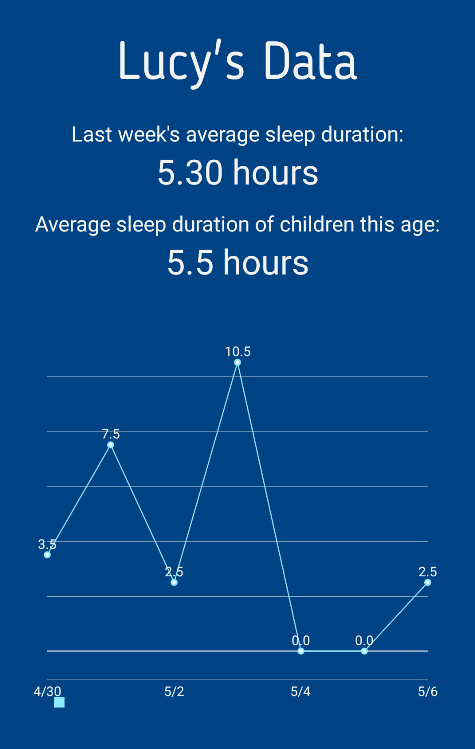 Lucy's Data
Last week's average sleep duration:
5.30 hours
Average sleep duration of children this age:
5.5 hours
10.5
7.5
3.5
2.5
2.5
0.0
0.0
4/30
5/2
5/4
5/6